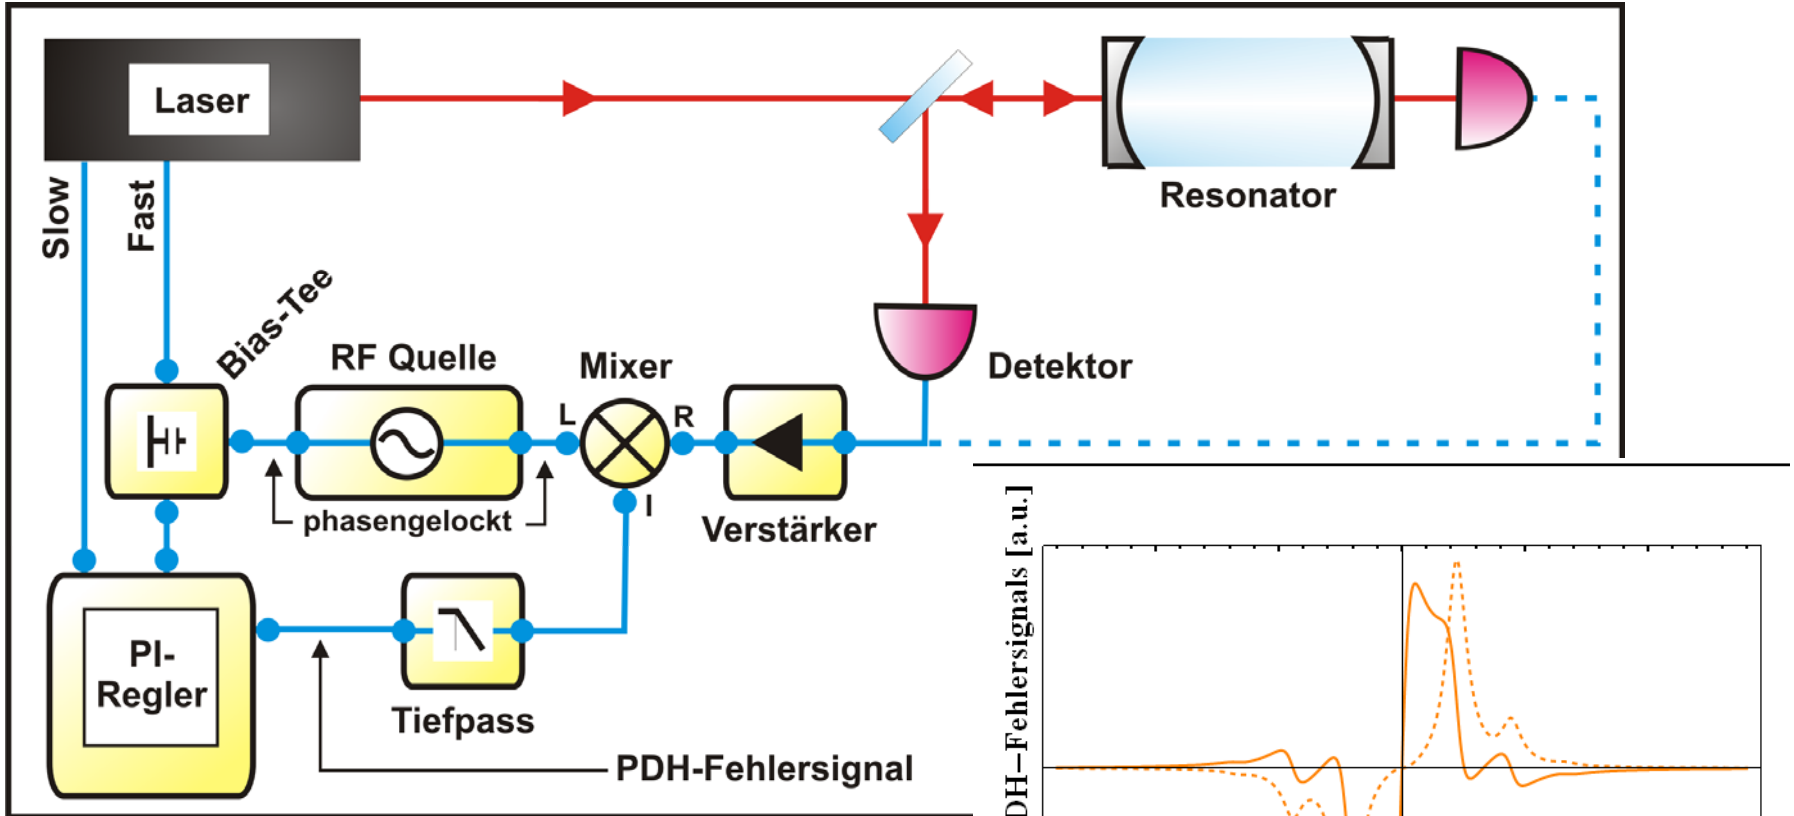 Laser
Slow
Fast
Resonator
Bias-Tee
RF Quelle
Mixer
Detektor
L
R
I
phasengelockt
Verstärker
PI-
Regler
Tiefpass
PDH-Fehlersignal
DH–Fehlersignals [a.u.]